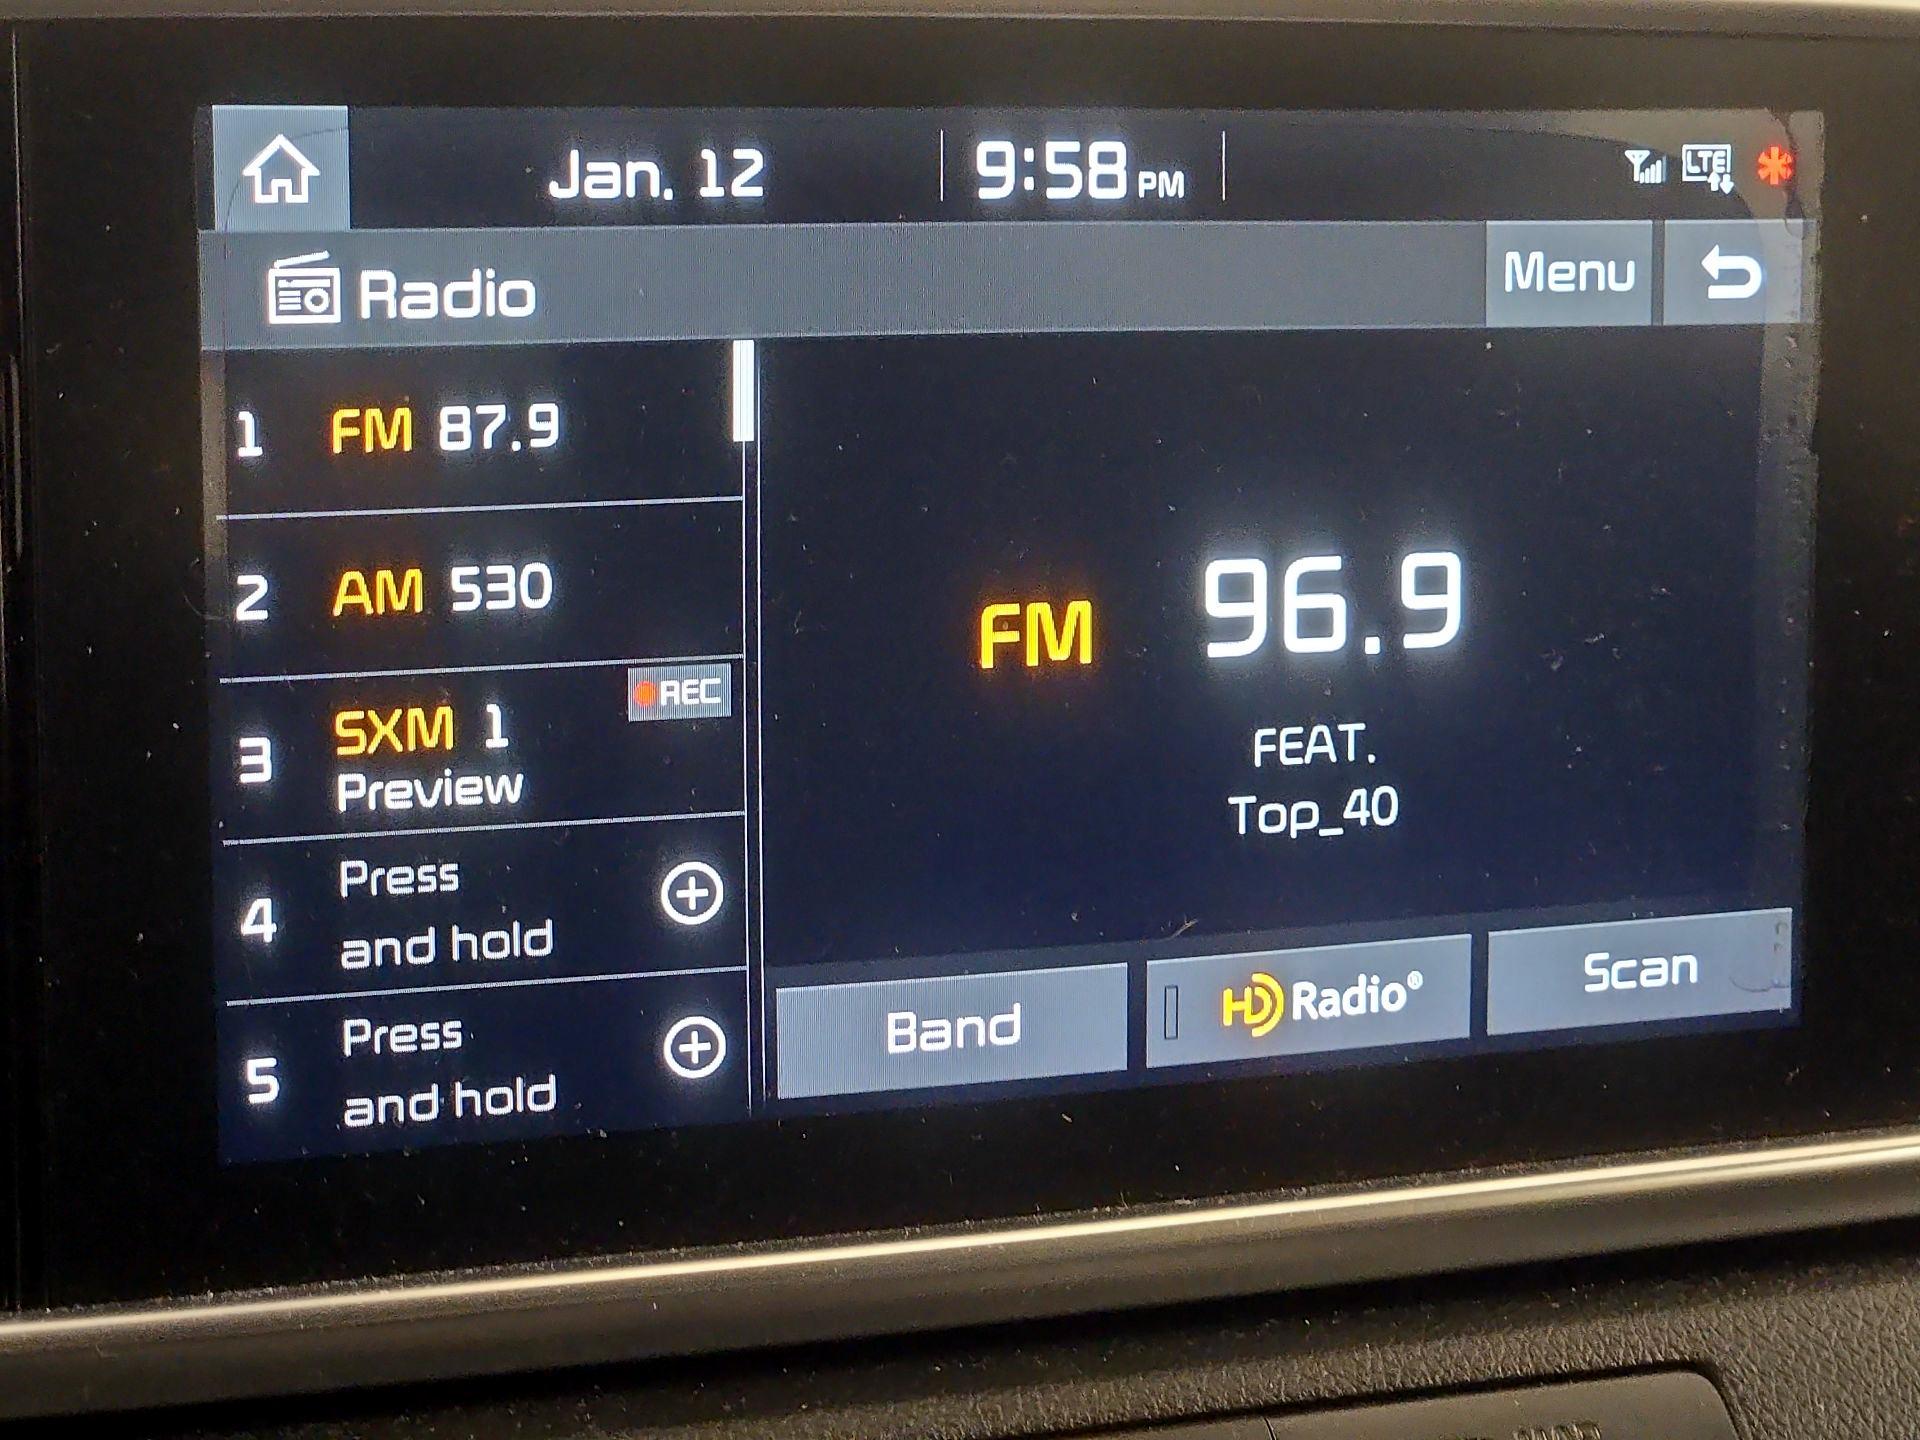 Jan. 12
9:58 PM
LTE
Radio
Menu
1 FM 87.9
2 AM 530
3 SXM 1
REC
Preview
4 Press
and hold
5 Press
and hold
FM 96.9
FEAT.
Top_40
Band
HD Radio®
Scan